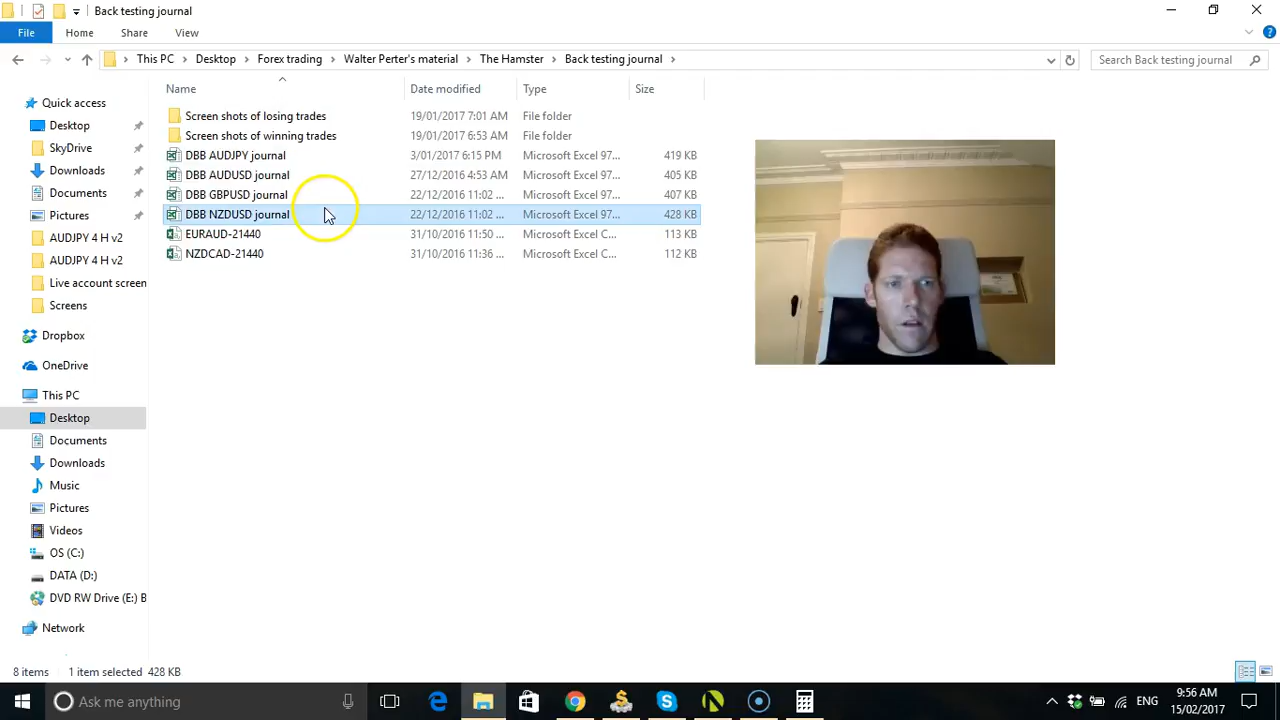 Back testing journal
File Home Share View
This PC Desktop Forex trading Walter Perter's material The Hamster Back testing journal
Search Back testing journal
Name Date modified Type Size
Screen shots of losing trades 19/01/2017 7:01 AM File folder
Screen shots of winning trades 19/01/2017 6:53 AM File folder
DBB AUDJPY journal 3/01/2017 6:15 PM Microsoft Excel 97... 419 KB
DBB AUDUSD journal 27/12/2016 4:53 AM Microsoft Excel 97... 405 KB
DBB GBPUSD journal 22/12/2016 11:02 ... Microsoft Excel 97... 407 KB
DBB NZDUSD journal 22/12/2016 11:02 ... Microsoft Excel 97... 428 KB
EURAUD-21440 31/10/2016 11:50 ... Microsoft Excel C... 113 KB
NZDCAD-21440 31/10/2016 11:36 ... Microsoft Excel C... 112 KB
Quick access
Desktop
SkyDrive
Downloads
Documents
Pictures
AUDJPY 4 H v2
AUDJPY 4 H v2
Live account screen
Screens
Dropbox
OneDrive
This PC
Desktop
Documents
Downloads
Music
Pictures
Videos
OS (C:)
DATA (D:)
DVD RW Drive (E:) B
Network
8 items 1 item selected 428 KB
Ask me anything
ENG
9:56 AM
15/02/2017